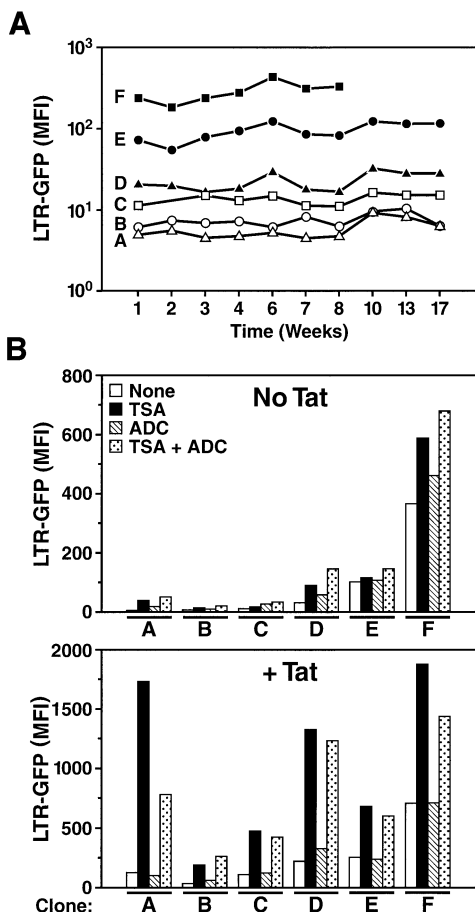 A
LTR-GFP (MFI)
10³
10²
10¹
10⁰
F
E
D
C
B
A
1 2 3 4 6 7 8 10 13 17
Time (Weeks)
B
LTR-GFP (MFI)
800
600
400
200
0
No Tat
None
TSA
ADC
TSA + ADC
A B C D E F
LTR-GFP (MFI)
2000
1500
1000
500
0
+ Tat
Clone: A B C D E F